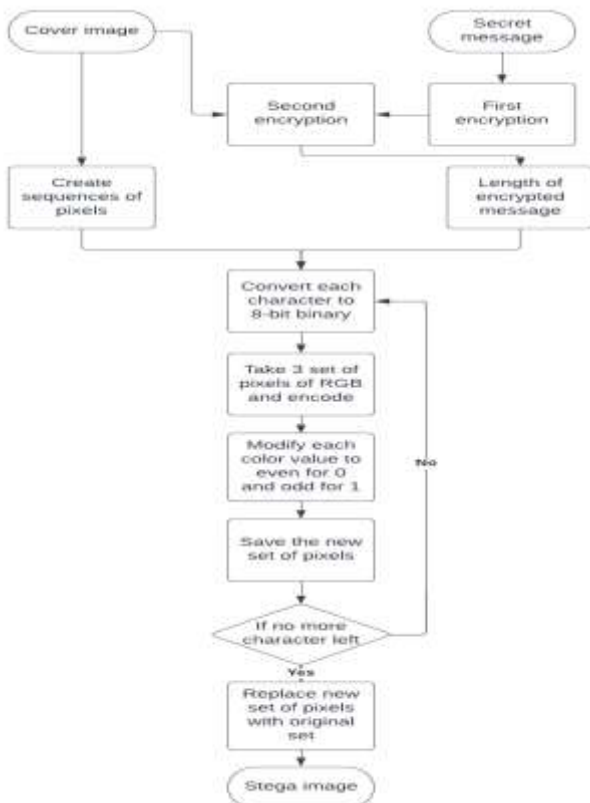 Cover image
Secret
message
Second
encryption
First
encryption
Create
sequences of
pixels
Length of
encrypted
message
Convert each
character to
8-bit binary
Take 3 set of
pixels of RGB
and encode
Modify each
color value to
even for 0
and odd for 1
No
Save the new
set of pixels
If no more
character left
Yes
Replace new
set of pixels
with original
set
Stega image